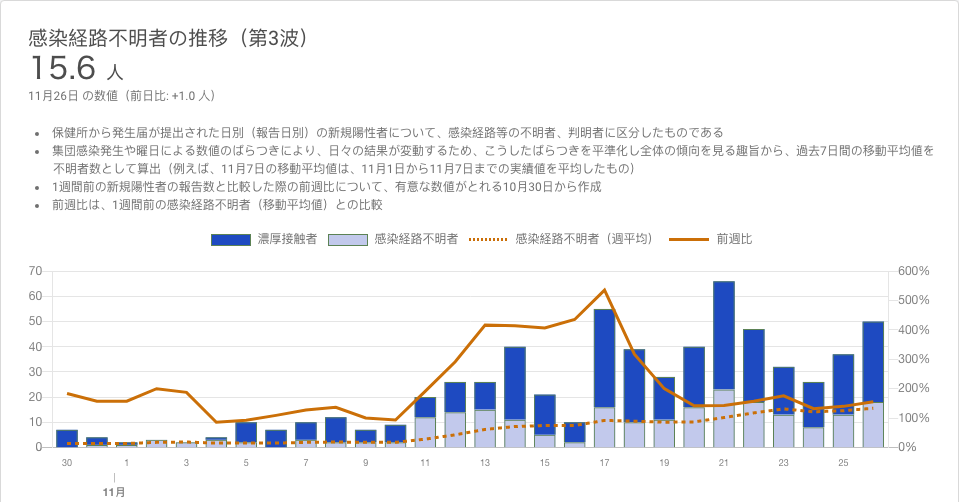 感染経路不明者の推移（第3波）
15.6 人
11月26日 の数値（前日比: +1.0 人）
• 保健所から発生届が提出された日別（報告日別）の新規陽性者について、感染経路等の不明者、判明者に区分したものである
• 集団感染発生や曜日による数値のばらつきにより、日々の結果が変動するため、こうしたばらつきを平準化し全体の傾向を見る趣旨から、過去7日間の移動平均値を
不明者数として算出（例えば、11月7日の移動平均値は、11月1日から11月7日までの実績値を平均したもの）
• 1週間前の新規陽性者の報告数と比較した際の前週比について、有意な数値がとれる10月30日から作成
• 前週比は、1週間前の感染経路不明者（移動平均値）との比較
濃厚接触者 感染経路不明者 感染経路不明者（週平均） 前週比
70 600%
60 500%
50 400%
40 300%
30 200%
20 100%
10 0%
0
30 1 3 5 7 9 11 13 15 17 19 21 23 25
11月